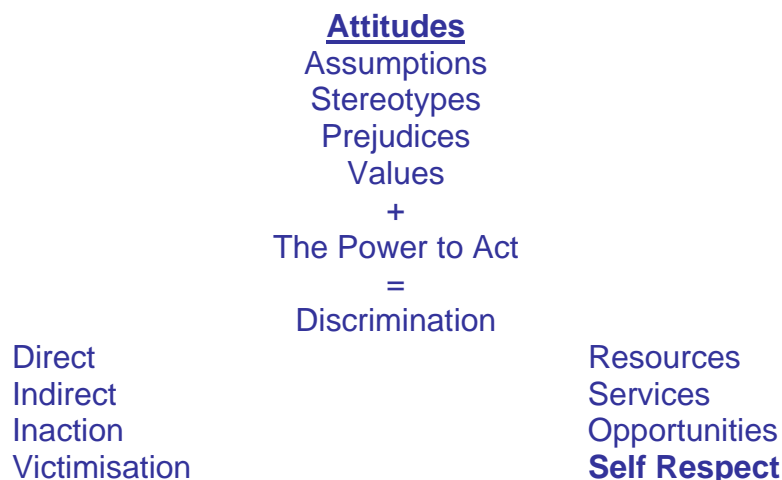 Attitudes
Assumptions
Stereotypes
Prejudices
Values
+
The Power to Act
=
Discrimination
Direct Resources
Indirect Services
Inaction Opportunities
Victimisation Self Respect